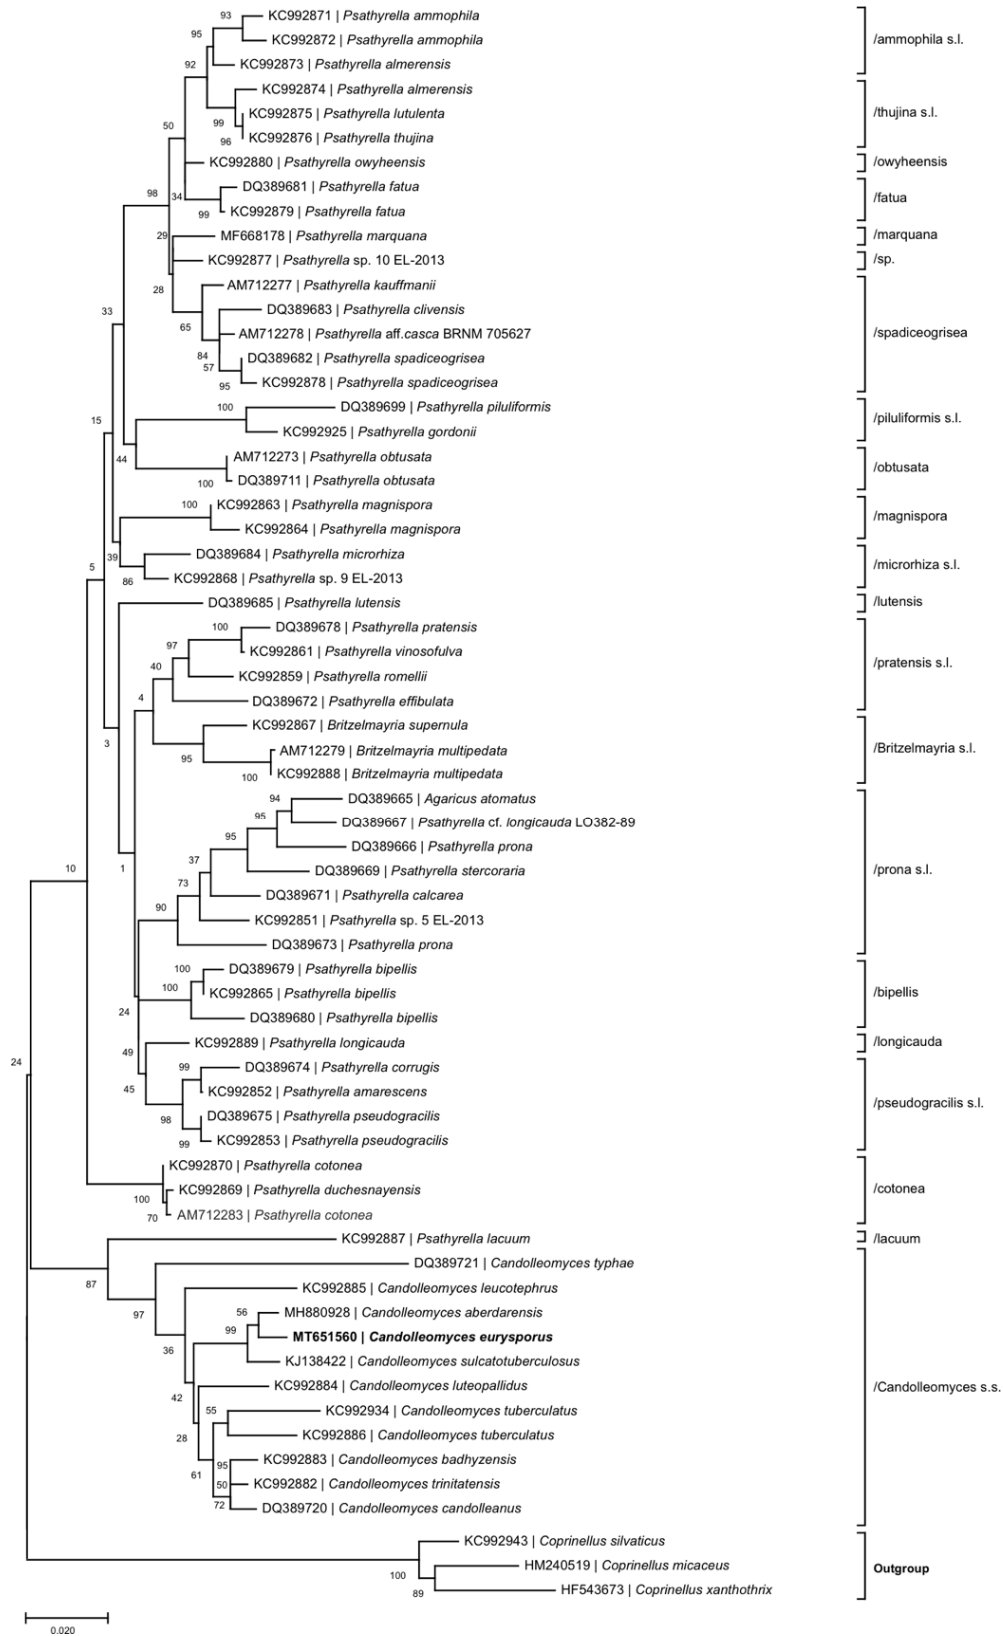 93
KC992871 | Psathyrella ammophila
95
KC992872 | Psathyrella ammophila
/ammophila s.l.
92
KC992873 | Psathyrella almerensis
KC992874 | Psathyrella almerensis
99
KC992875 | Psathyrella lutulenta
/thujina s.l.
50
96
KC992876 | Psathyrella thujina
KC992880 | Psathyrella owyheensis
/owyheensis
98
34
DQ389681 | Psathyrella fatua
/fatua
99
KC992879 | Psathyrella fatua
29
MF668178 | Psathyrella marquana
/marquana
KC992877 | Psathyrella sp. 10 EL-2013
/sp.
28
AM712277 | Psathyrella kauffmanii
33
65
DQ389683 | Psathyrella clivensis
AM712278 | Psathyrella aff.casca BRNM 705627
/spadiceogrisea
84
57
DQ389682 | Psathyrella spadiceogrisea
95
KC992878 | Psathyrella spadiceogrisea
100
DQ389699 | Psathyrella piluliformis
/piluliformis s.l.
15
KC992925 | Psathyrella gordonii
44
AM712273 | Psathyrella obtusata
/obtusata
100
DQ389711 | Psathyrella obtusata
100
KC992863 | Psathyrella magnispora
/magnispora
KC992864 | Psathyrella magnispora
39
DQ389684 | Psathyrella microrhiza
/microrhiza s.l.
5
86
KC992868 | Psathyrella sp. 9 EL-2013
DQ389685 | Psathyrella lutensis
/lutensis
100
DQ389678 | Psathyrella pratensis
97
KC992861 | Psathyrella vinosofulva
/pratensis s.l.
40
KC992859 | Psathyrella romellii
4
DQ389672 | Psathyrella effibulata
KC992867 | Britzelmayria supernula
3
95
AM712279 | Britzelmayria multipedata
/Britzelmayria s.l.
100
KC992888 | Britzelmayria multipedata
94
DQ389665 | Agaricus atomatus
95
DQ389667 | Psathyrella cf. longicauda LO382-89
95
DQ389666 | Psathyrella prona
10
1
37
DQ389669 | Psathyrella stercoraria
/prona s.l.
73
DQ389671 | Psathyrella calcarea
90
KC992851 | Psathyrella sp. 5 EL-2013
DQ389673 | Psathyrella prona
100
DQ389679 | Psathyrella bipellis
100
KC992865 | Psathyrella bipellis
/bipellis
24
DQ389680 | Psathyrella bipellis
KC992889 | Psathyrella longicauda
/longicauda
49
24
99
DQ389674 | Psathyrella corrugis
45
KC992852 | Psathyrella amarescens
/pseudogracilis s.l.
98
DQ389675 | Psathyrella pseudogracilis
99
KC992853 | Psathyrella pseudogracilis
KC992870 | Psathyrella cotonea
100
KC992869 | Psathyrella duchesnayensis
/cotonea
70
AM712283 | Psathyrella cotonea
KC992887 | Psathyrella lacuum
/lacuum
87
DQ389721 | Candolleomyces typhae
97
KC992885 | Candolleomyces leucotephrus
56
MH880928 | Candolleomyces aberdarensis
99
MT651560 | Candolleomyces eurysporus
36
KJ138422 | Candolleomyces sulcatotuberculosus
KC992884 | Candolleomyces luteopallidus
/Candolleomyces s.s.
42
55
KC992934 | Candolleomyces tuberculatus
28
KC992886 | Candolleomyces tuberculatus
61
95
KC992883 | Candolleomyces badhyzensis
50
KC992882 | Candolleomyces trinitatensis
72
DQ389720 | Candolleomyces candolleanus
KC992943 | Coprinellus silvaticus
100
HM240519 | Coprinellus micaceus
Outgroup
89
HF543673 | Coprinellus xanthothrix
0.020